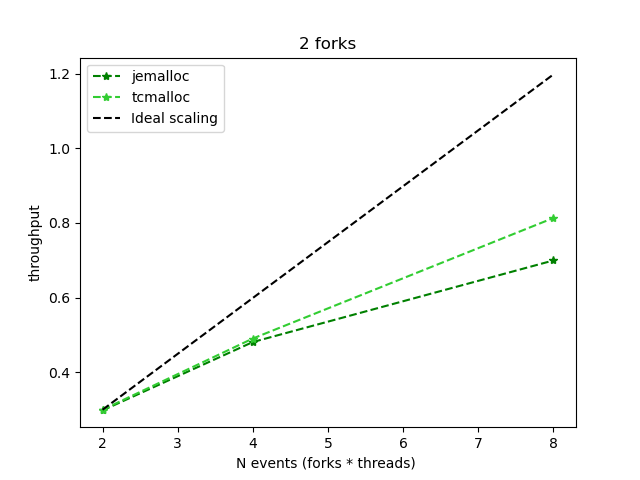 2 forks
jemalloc
tcmalloc
Ideal scaling
throughput
1.2
1.0
0.8
0.6
0.4
2 3 4 5 6 7 8
N events (forks * threads)